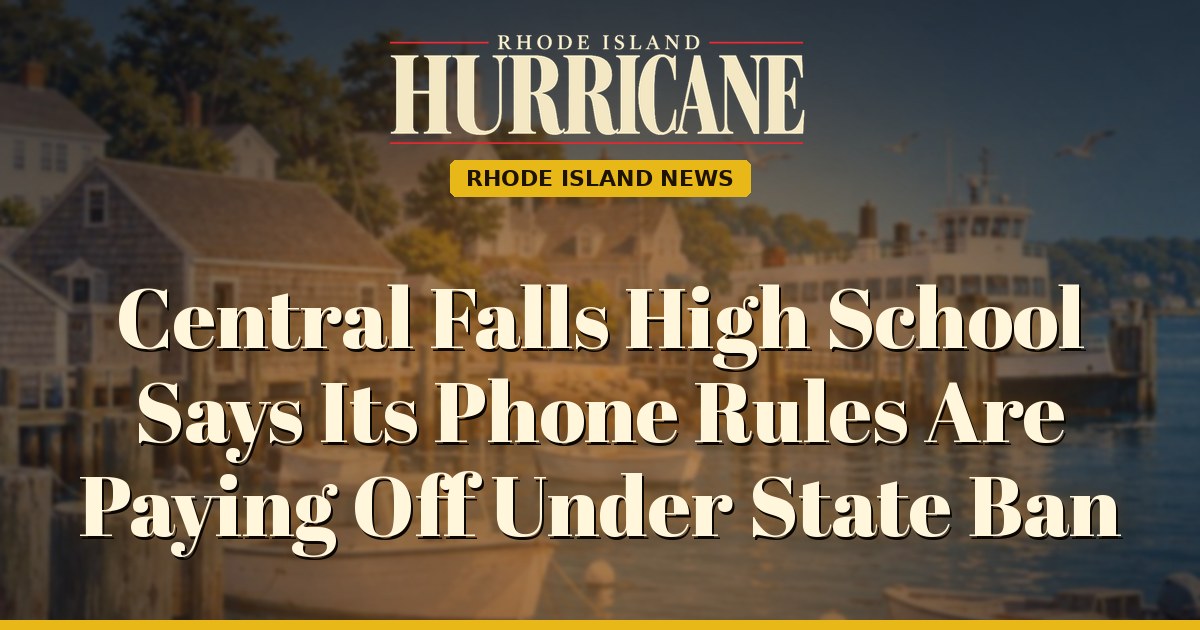 RHODE ISLAND
HURRICANE
RHODE ISLAND NEWS
Central Falls High School
Says Its Phone Rules Are
Paying Off Under State Ban